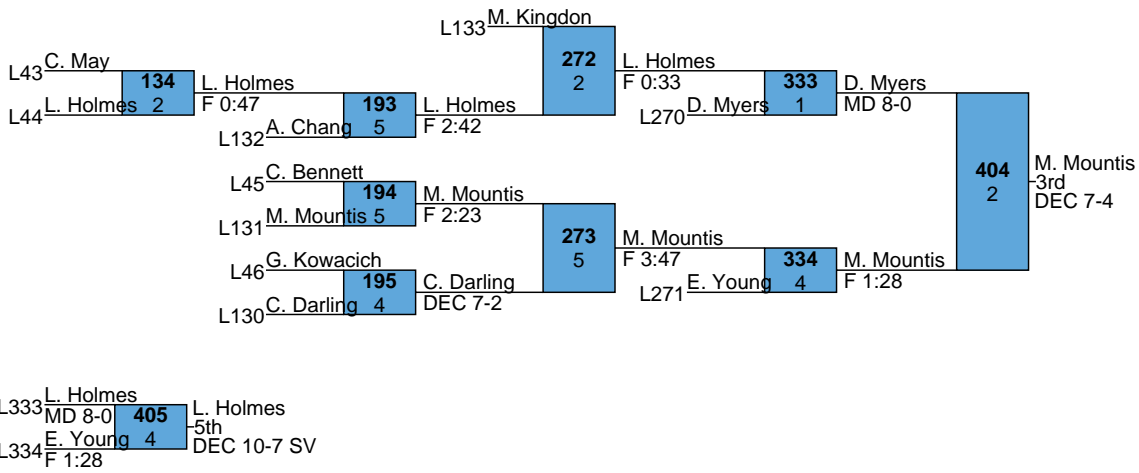 M. Kingdon
L133
272
2
C. May
L43
134
2
L. Holmes
L44
L. Holmes
F 0:47
193
5
A. Chang
L132
L. Holmes
F 2:42
L. Holmes
F 0:33
333
1
D. Myers
L270
D. Myers
MD 8-0
C. Bennett
L45
194
5
M. Mountis
L131
M. Mountis
F 2:23
273
5
G. Kowacich
L46
195
4
C. Darling
L130
C. Darling
DEC 7-2
M. Mountis
F 3:47
334
4
E. Young
L271
M. Mountis
F 1:28
404
2
M. Mountis
3rd
DEC 7-4
L. Holmes
L333
MD 8-0
405
4
E. Young
L334
F 1:28
L. Holmes
5th
DEC 10-7 SV